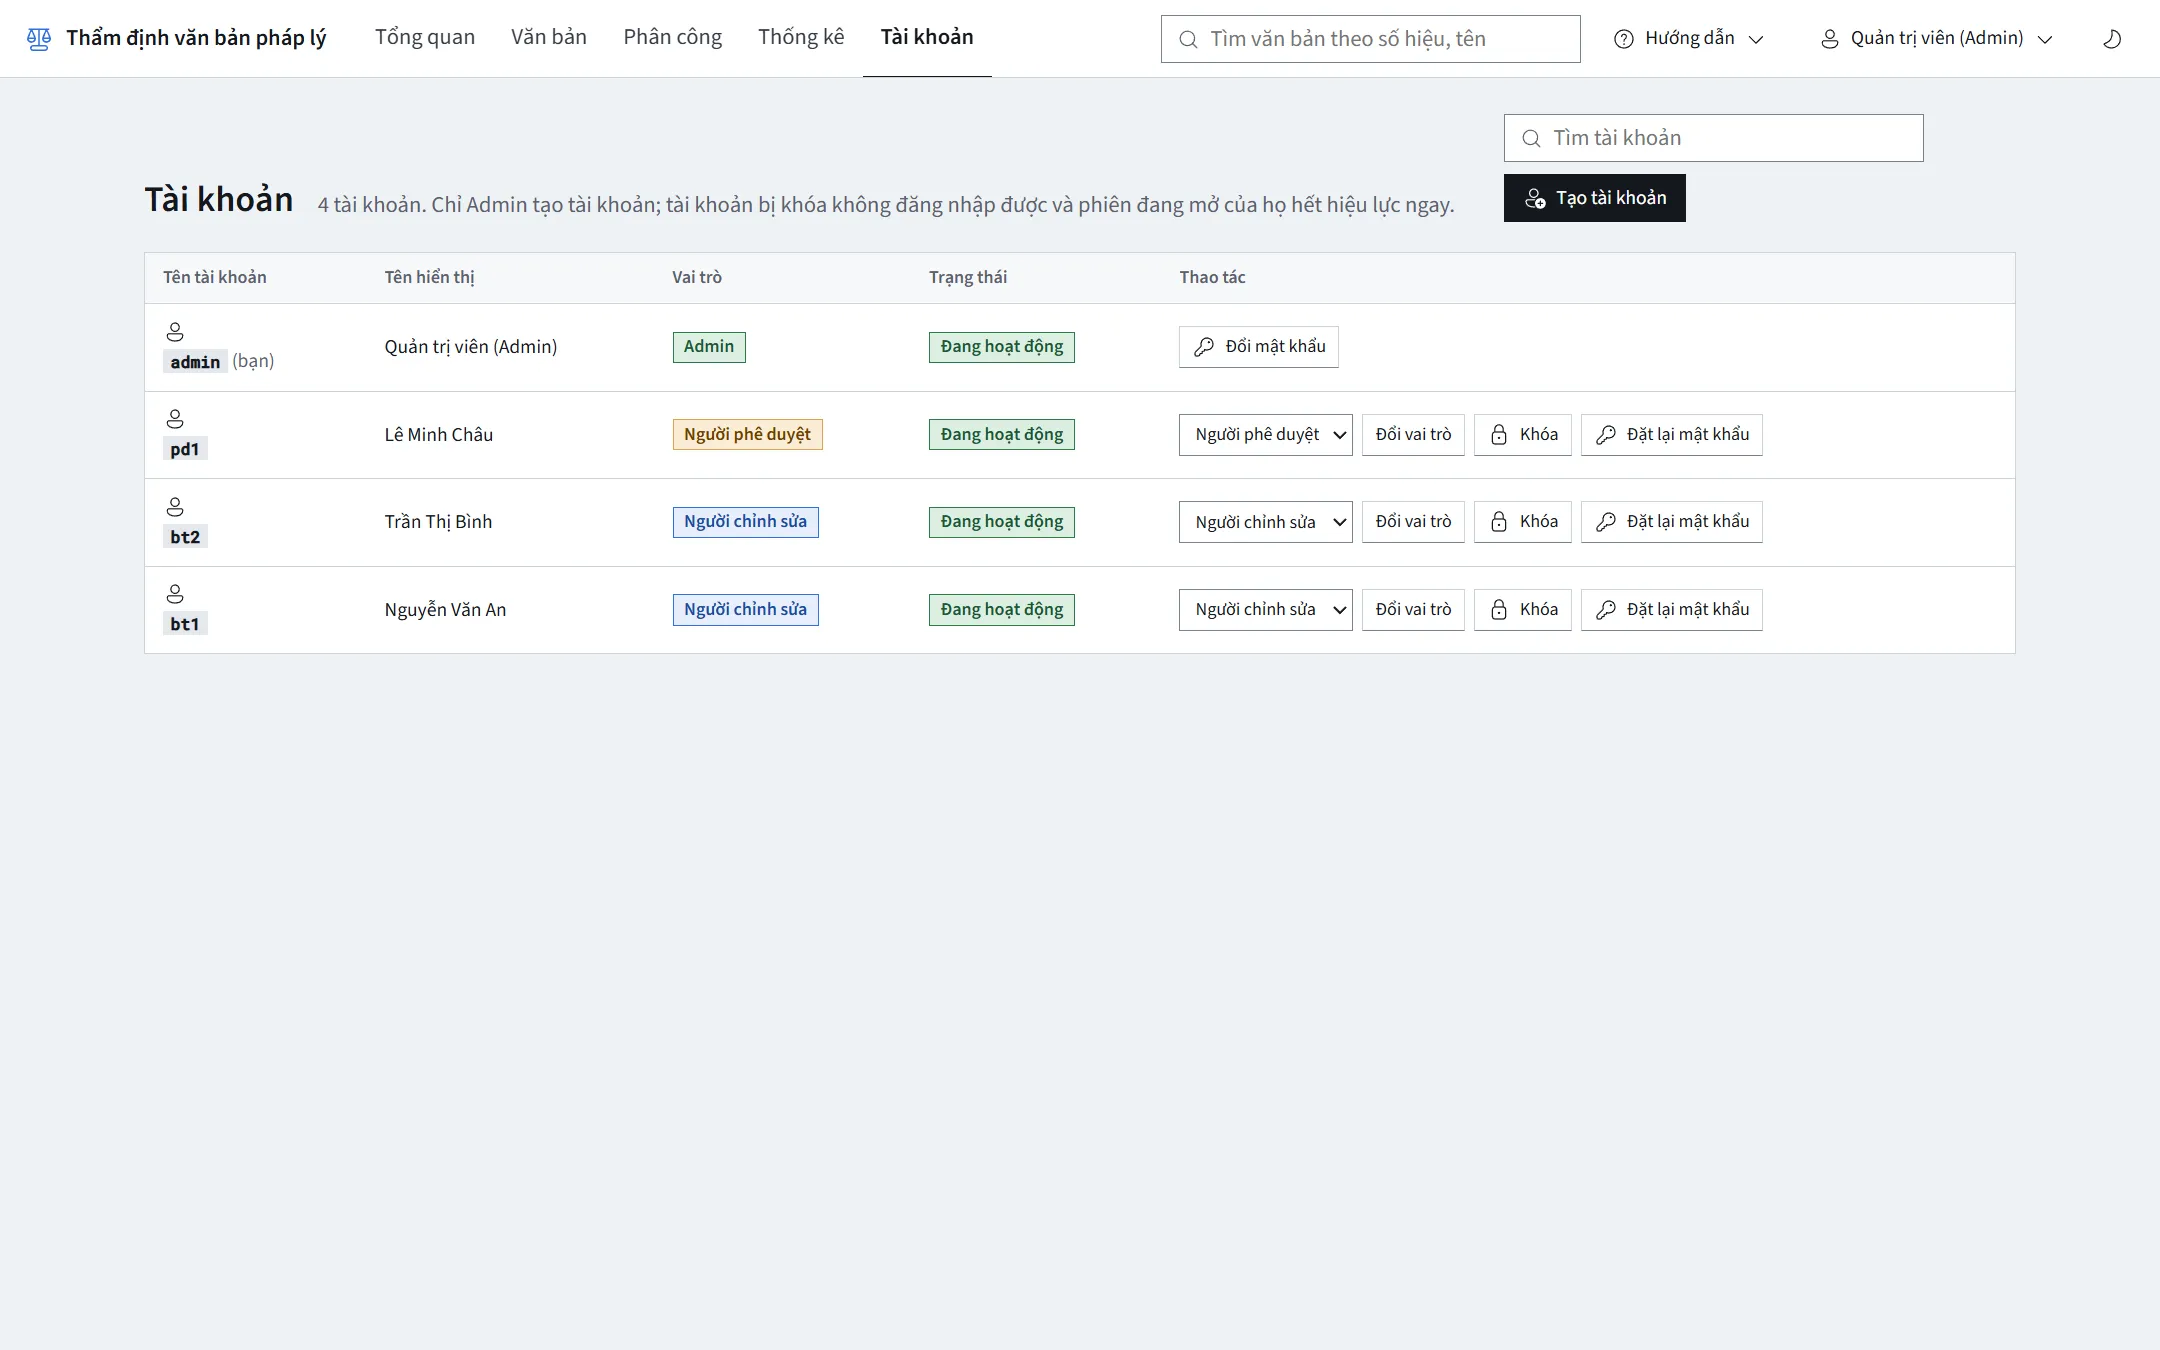 Thẩm định văn bản pháp lý Tổng quan Văn bản Phân công Thống kê Tài khoản Tìm văn bản theo số hiệu, tên Hướng dẫn Quản trị viên (Admin)
Tìm tài khoản
Tài khoản 4 tài khoản. Chỉ Admin tạo tài khoản; tài khoản bị khóa không đăng nhập được và phiên đang mở của họ hết hiệu lực ngay. Tạo tài khoản
Tên tài khoản Tên hiển thị Vai trò Trạng thái Thao tác
admin (bạn) Quản trị viên (Admin) Admin Đang hoạt động Đổi mật khẩu
pd1 Lê Minh Châu Người phê duyệt Đang hoạt động Người phê duyệt Đổi vai trò Khóa Đặt lại mật khẩu
bt2 Trần Thị Bình Người chỉnh sửa Đang hoạt động Người chỉnh sửa Đổi vai trò Khóa Đặt lại mật khẩu
bt1 Nguyễn Văn An Người chỉnh sửa Đang hoạt động Người chỉnh sửa Đổi vai trò Khóa Đặt lại mật khẩu